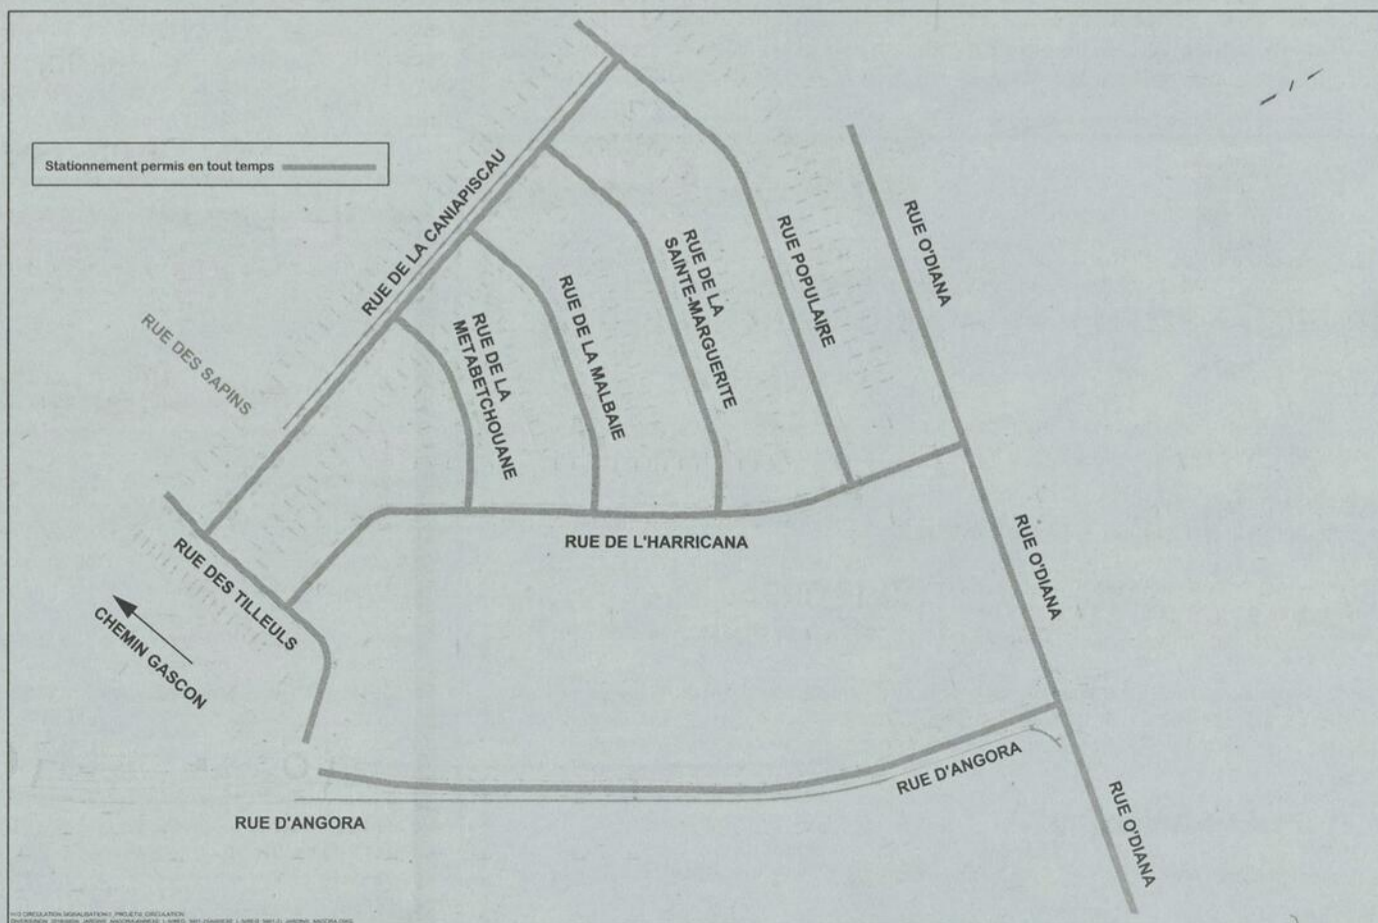 Stationnement permis en tout temps
RUE DE LA CANIAPISCAU
RUE DES SAPINS
RUE DE LA
METABETCHOUANE
RUE DE LA MALBAIE
RUE DE LA
SAINTE-MARGUERITE
RUE POPULAIRE
RUE O'DIANA
RUE O'DIANA
RUE DE L'HARRICANA
RUE DES TILLEULS
CHEMIN GASCON
RUE D'ANGORA
RUE D'ANGORA
RUE O'DIANA